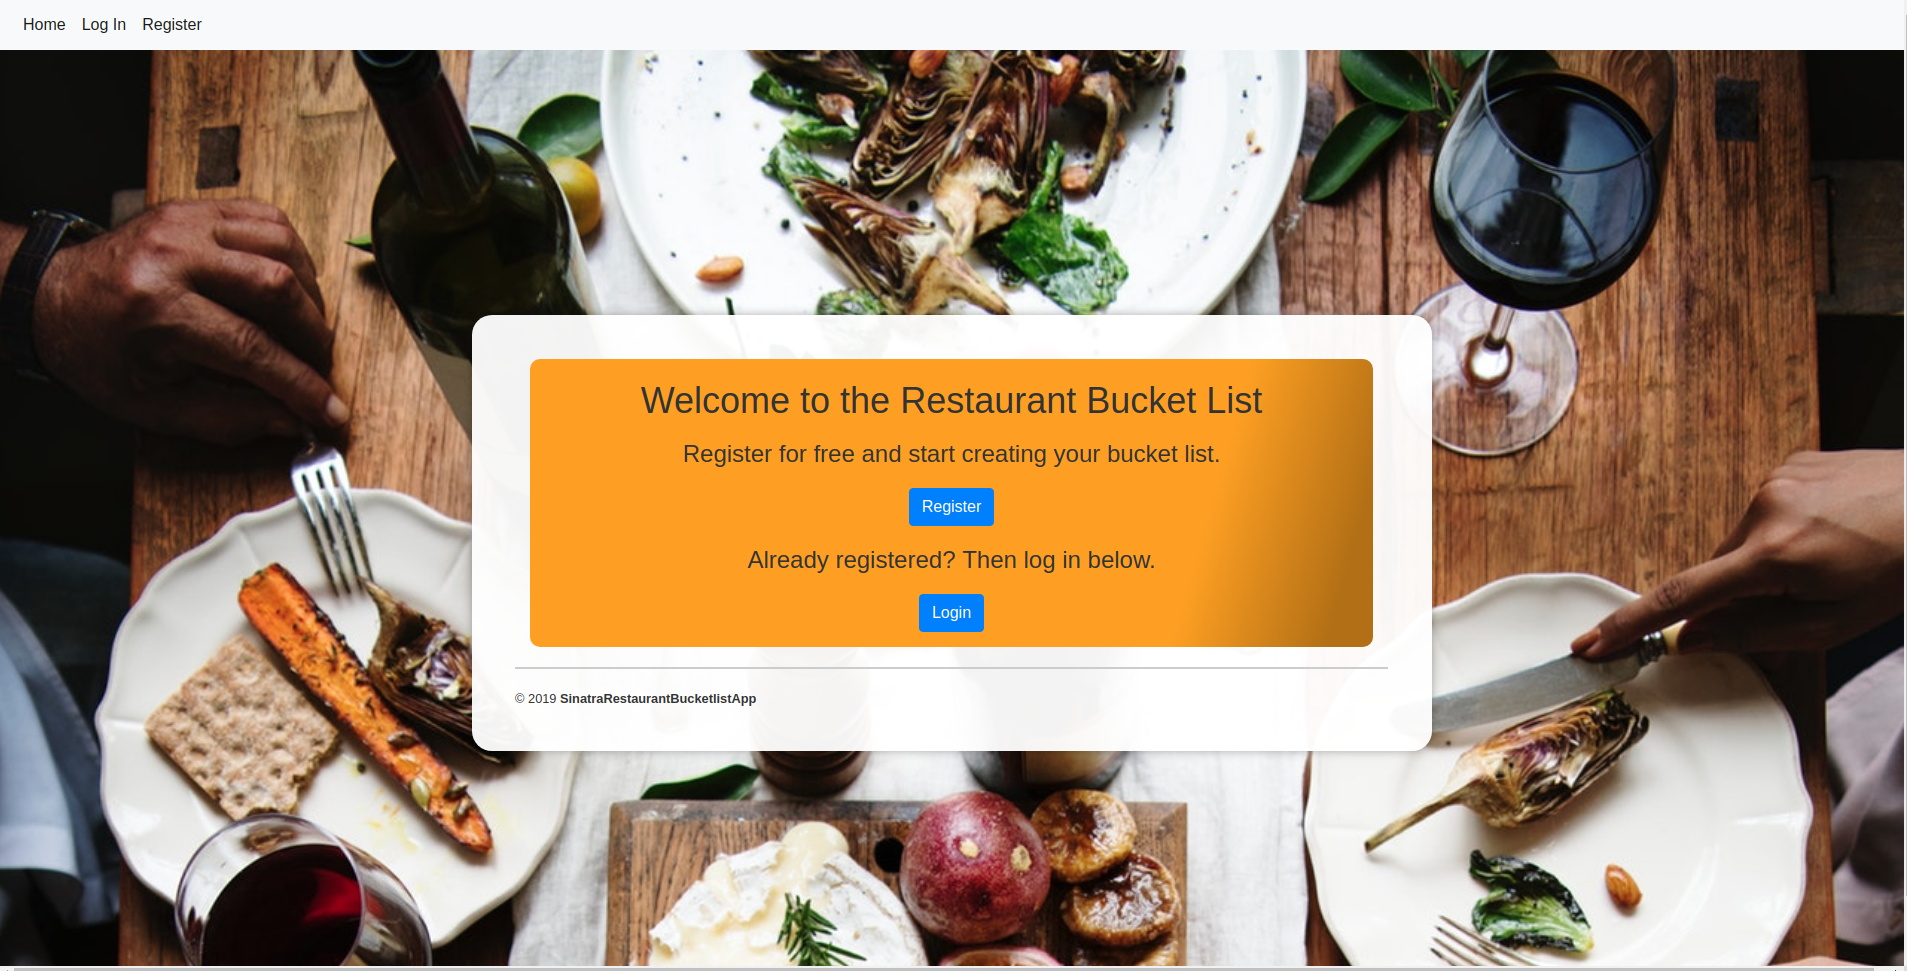 Home Log In Register
Welcome to the Restaurant Bucket List
Register for free and start creating your bucket list.
Register
Already registered? Then log in below.
Login
© 2019 SinatraRestaurantBucketlistApp